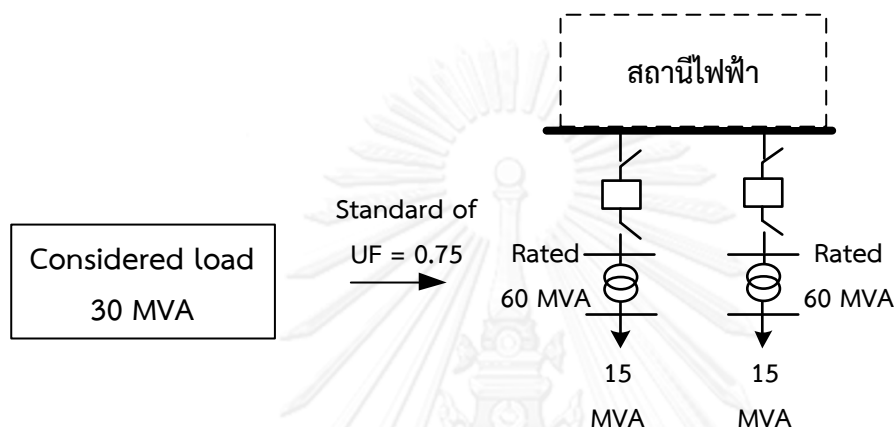 สถานีไฟฟ้า
Standard of
UF = 0.75
Considered load
30 MVA
Rated
60 MVA
Rated
60 MVA
15
MVA
15
MVA